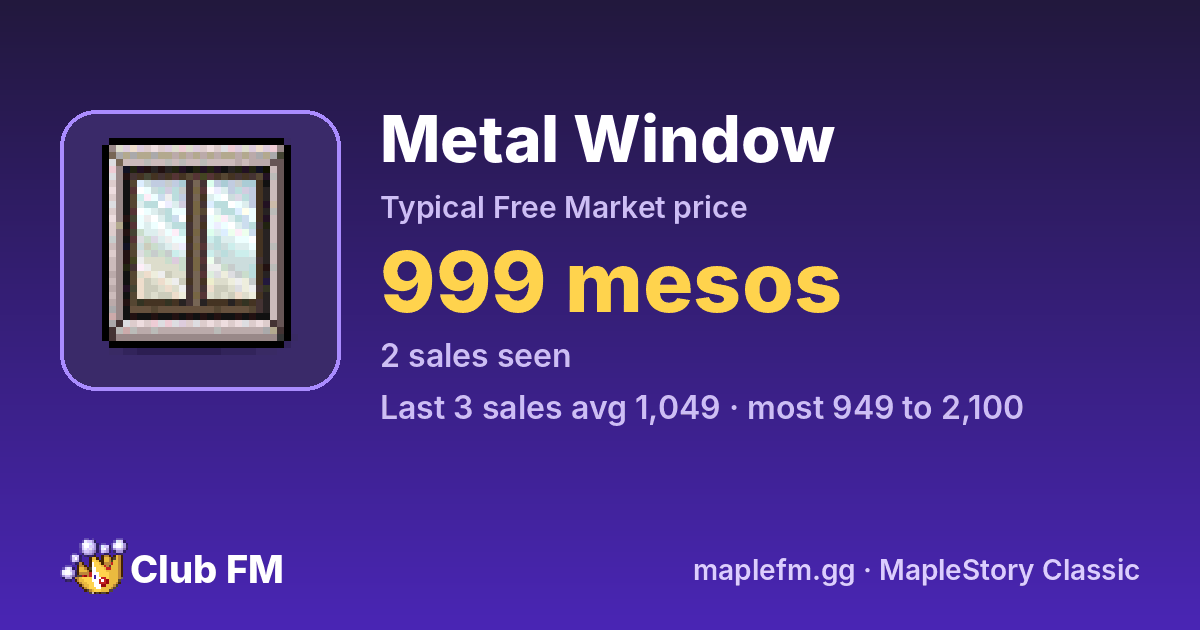 Metal Window
Typical Free Market price
999 mesos
2 sales seen
Last 3 sales avg 1,049 · most 949 to 2,100
Club FM
maplefm.gg · MapleStory Classic